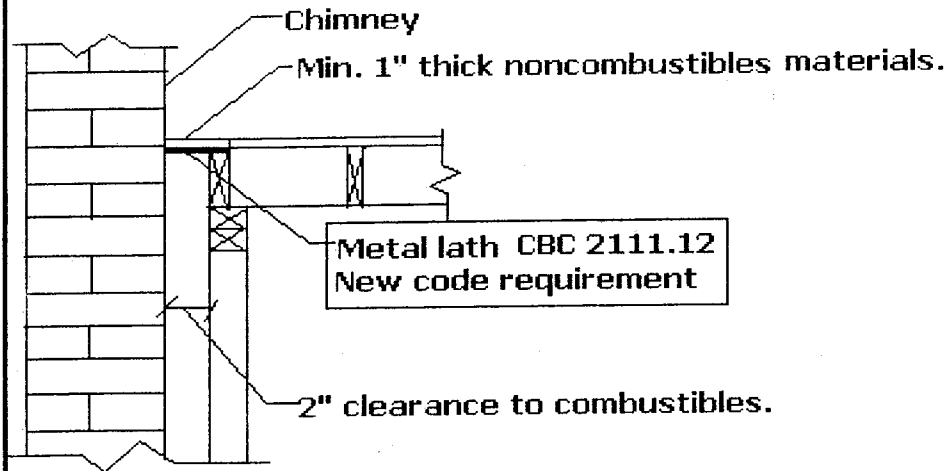 Chimney
Min. 1" thick noncombustibles materials.
Metal lath CBC 2111.12
New code requirement
2" clearance to combustibles.